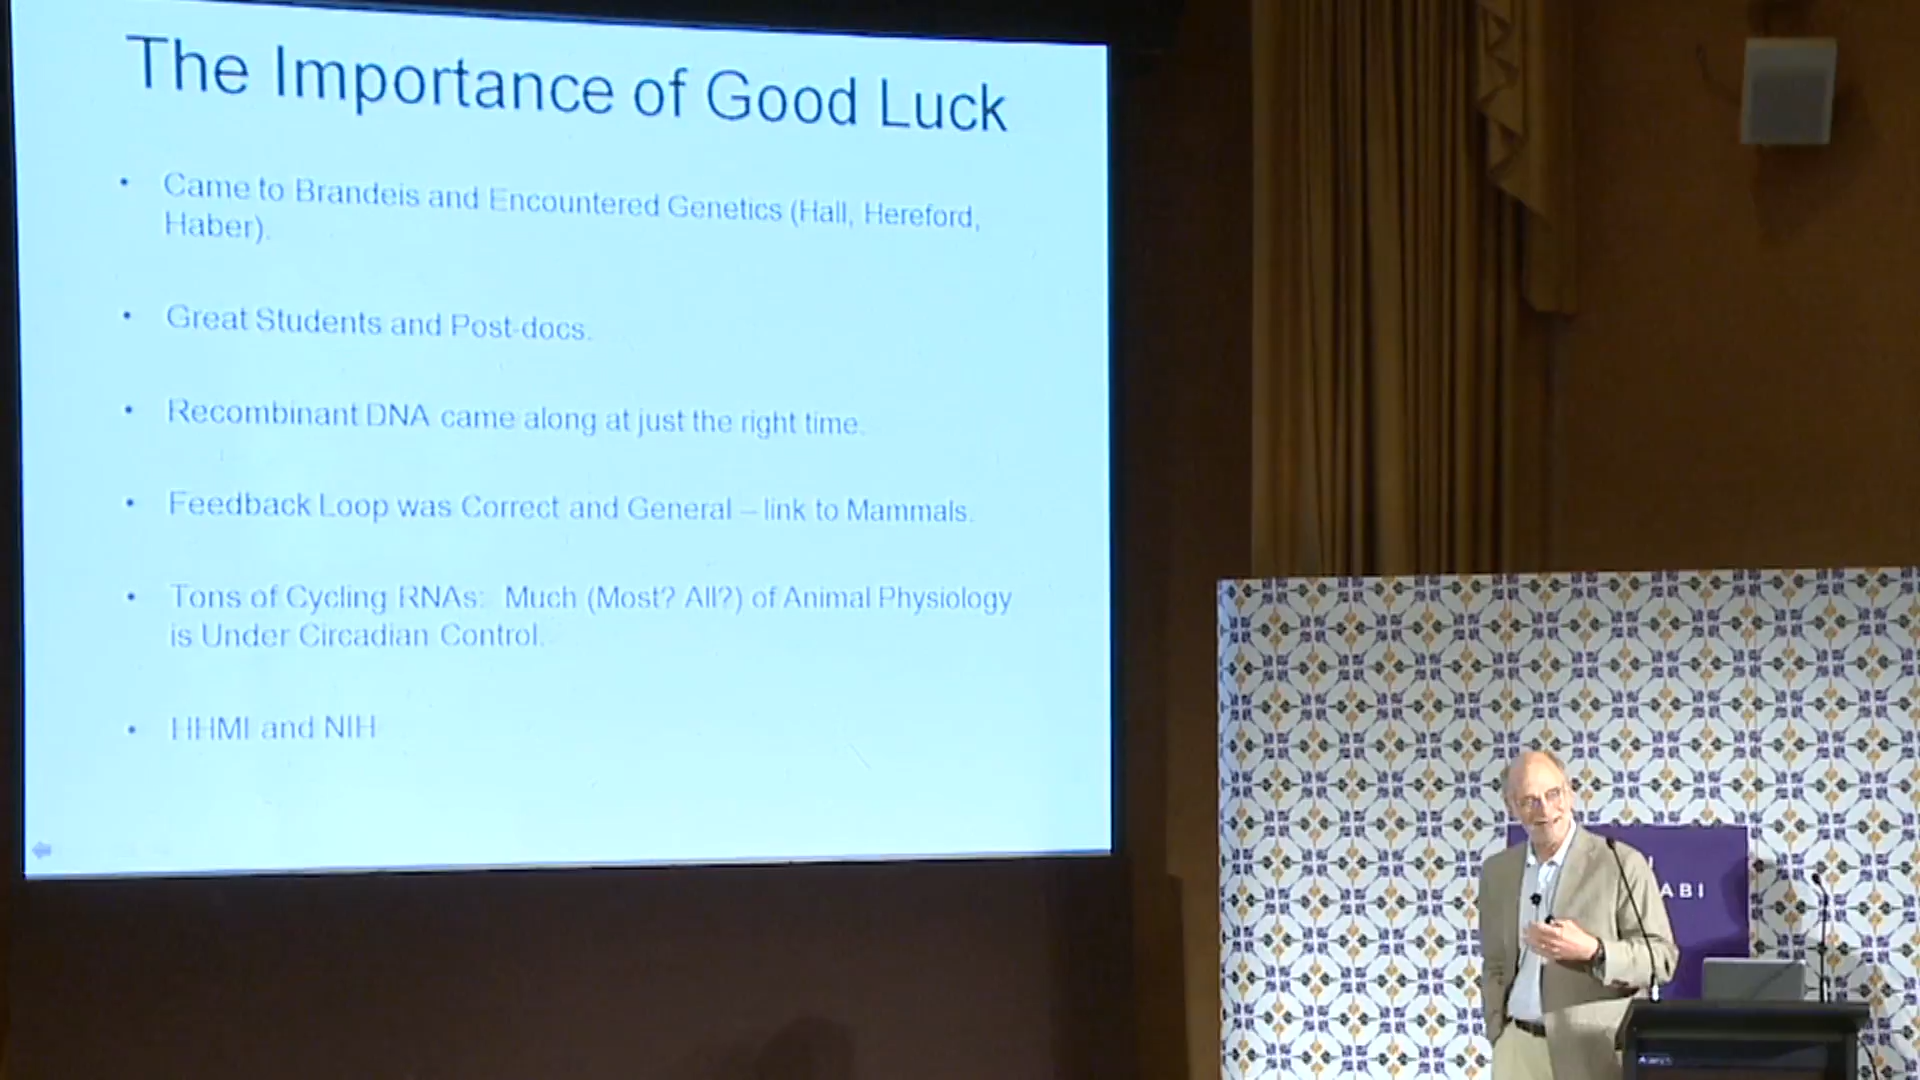 The Importance of Good Luck
• Came to Brandeis and Encountered Genetics (Hall, Hereford,
Haber).
• Great Students and Post-docs.
• Recombinant DNA came along at just the right time.
• Feedback Loop was Correct and General – link to Mammals.
• Tons of Cycling RNAs: Much (Most? All?) of Animal Physiology
is Under Circadian Control.
• HHMI and NIH
ABI